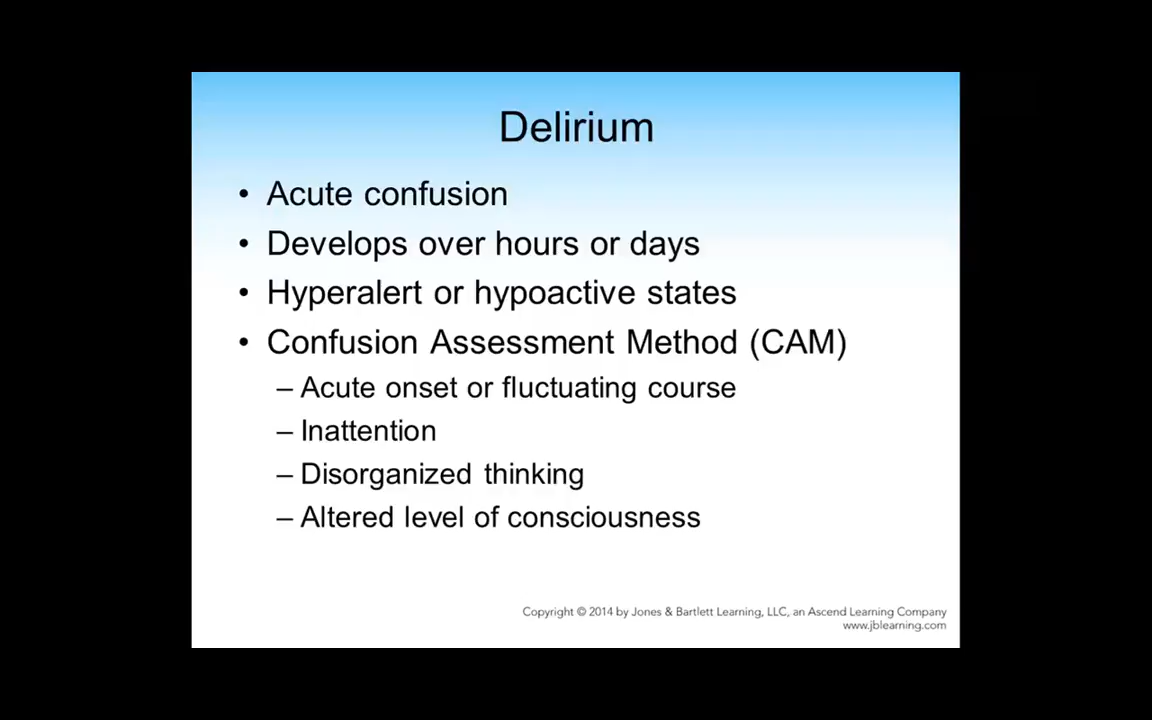 Delirium
• Acute confusion
• Develops over hours or days
• Hyperalert or hypoactive states
• Confusion Assessment Method (CAM)
– Acute onset or fluctuating course
– Inattention
– Disorganized thinking
– Altered level of consciousness
Copyright © 2014 by Jones & Bartlett Learning, LLC, an Ascend Learning Company
www.jblearning.com